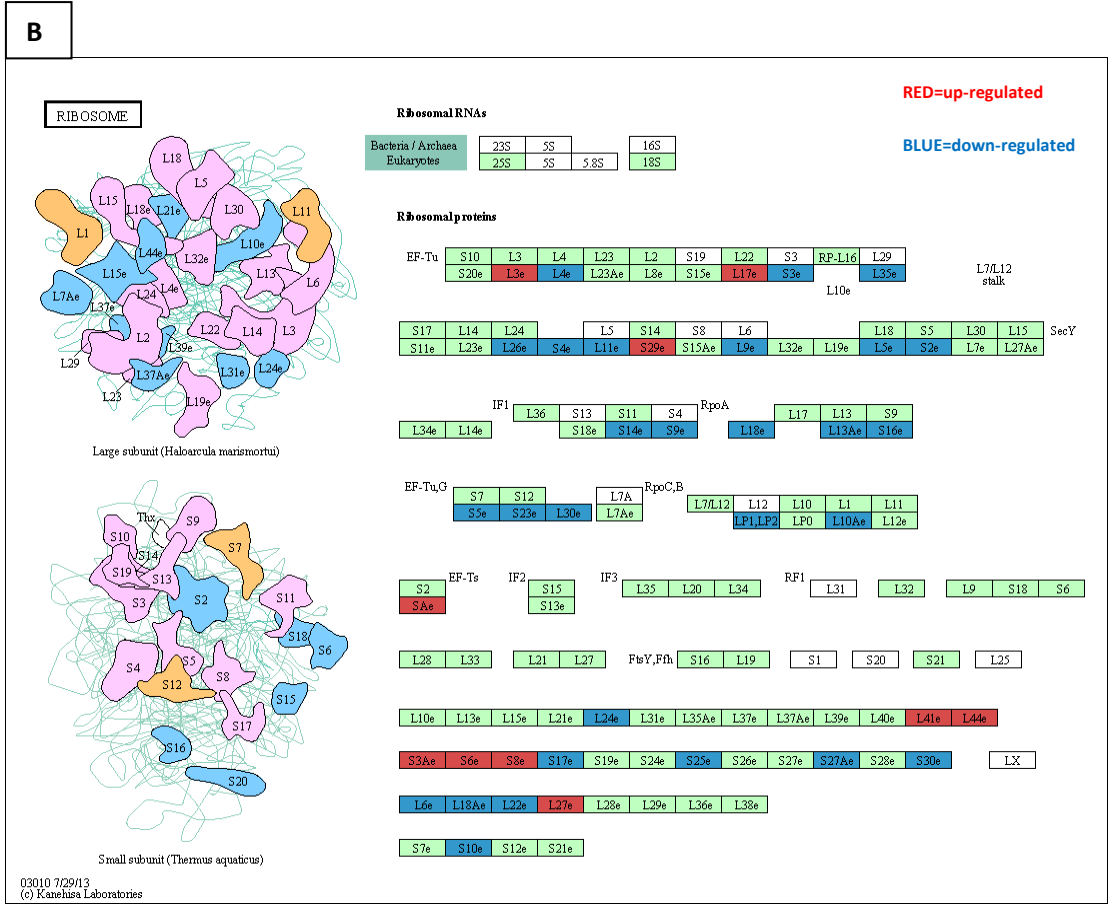 B
RED=up-regulated
BLUE=down-regulated
RIBOSOME
L18
L5
L15
L18e
L21e
L30
L11
L1
L10e
L44e
L32e
L15e
L13
L6
L4e
L7Ae
L24
L37e
L2
L22
L14
L3
L39e
L29
L37Ae
L31e
L24e
L23
L19e
Large subunit (Haloarcula marismortui)
Thx
S9
S10
S14
S7
S19
S13
S3
S2
S11
S18
S6
S4
S5
S8
S12
S15
S17
S16
S20
Small subunit (Thermus aquaticus)
03010 7/29/13
(c) Kanehisa Laboratories
Ribosomal RNAs
Bacteria / Archaea 23S 5S 16S
Eukaryotes 25S 5S 5.8S 18S
Ribosomal proteins
EF-Tu S10 L3 L4 L23 L2 S19 L22 S3 RP-L16 L29
S20e L3e L4e L23Ae L8e S15e L17e S3e L35e
L10e
L7/L12
stalk
S17 L14 L24 L5 S14 S8 L6 L18 S5 L30 L15 SecY
S11e L23e L26e S4e L11e S29e S15Ae L9e L32e L19e L5e S2e L7e L27Ae
IF1 L36 S13 S11 S4 RpoA L17 L13 S9
L34e L14e S18e S14e S9e L18e L13Ae S16e
EF-Tu,G S7 S12 L7A RpoC,B L7/L12 L12 L10 L1 L11
S5e S23e L30e L7Ae LP1,LP2 LP0 L10Ae L12e
S2 EF-Ts IF2 S15 IF3 L35 L20 L34 RF1 L31 L32 L9 S18 S6
SAe S13e
L28 L33 L21 L27 FtsY,Ffh S16 L19 S1 S20 S21 L25
L10e L13e L15e L21e L24e L31e L35Ae L37e L37Ae L39e L40e L41e L44e
S3Ae S6e S8e S17e S19e S24e S25e S26e S27e S27Ae S28e S30e LX
L6e L18Ae L22e L27e L28e L29e L36e L38e
S7e S10e S12e S21e